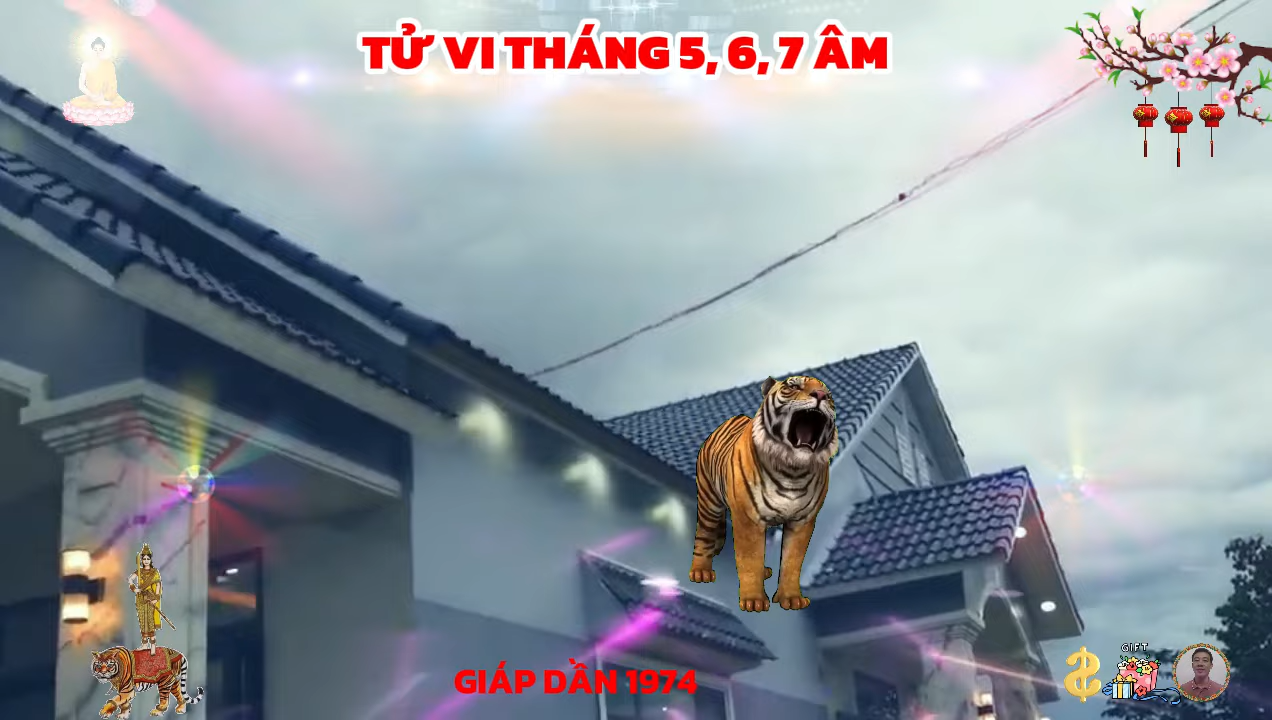 TỬ VI THÁNG 5, 6, 7 ÂM
GIFT
GIÁP DẦN 1974